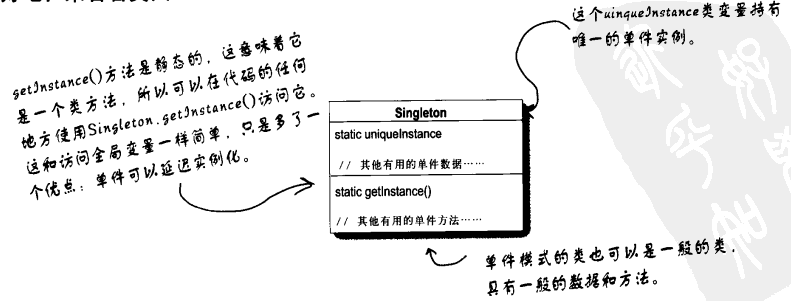 这个uinqueInstance类变量持有
唯一的单件实例。
getInstance()方法是静态的，这意味着它
是一个类方法，所以可以在代码的任何
地方使用Singleton.getInstance()访问它。
这和访问全局变量一样简单，只是多了一
个优点：单件可以延迟实例化。
Singleton
static uniqueInstance
// 其他有用的单件数据……
static getInstance()
// 其他有用的单件方法……
单件模式的类也可以是一般的类，
具有一般的数据和方法。